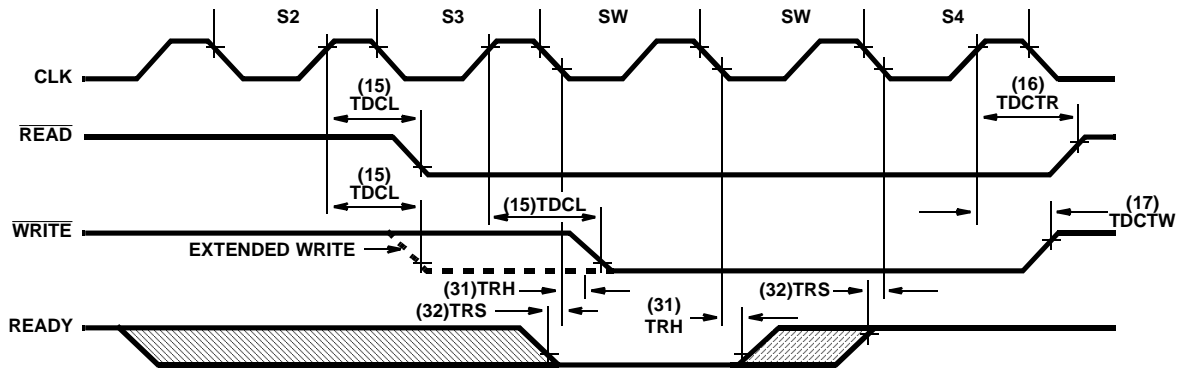 S2 S3 SW SW S4
CLK
(15)
TDCL
(16)
TDCTR
READ
(15)
TDCL
(15)TDCL
(17)
TDCTW
WRITE
EXTENDED WRITE
(31)TRH
(32)TRS
(31)
TRH
(32)TRS
READY